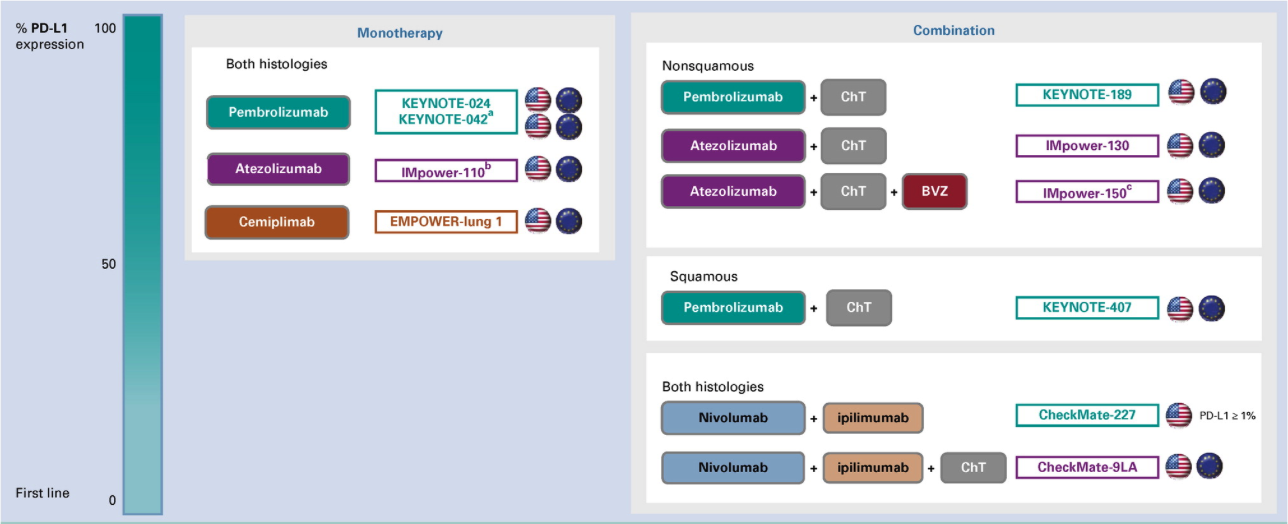 % PD-L1
expression
100
50
First line
0
Monotherapy
Both histologies
Pembrolizumab
KEYNOTE-024
KEYNOTE-042a
Atezolizumab
IMpower-110b
Cemiplimab
EMPOWER-lung 1
Combination
Nonsquamous
Pembrolizumab + ChT KEYNOTE-189
Atezolizumab + ChT IMpower-130
Atezolizumab + ChT + BVZ IMpower-150c
Squamous
Pembrolizumab + ChT KEYNOTE-407
Both histologies
Nivolumab + ipilimumab CheckMate-227 PD-L1 ≥ 1%
Nivolumab + ipilimumab + ChT CheckMate-9LA